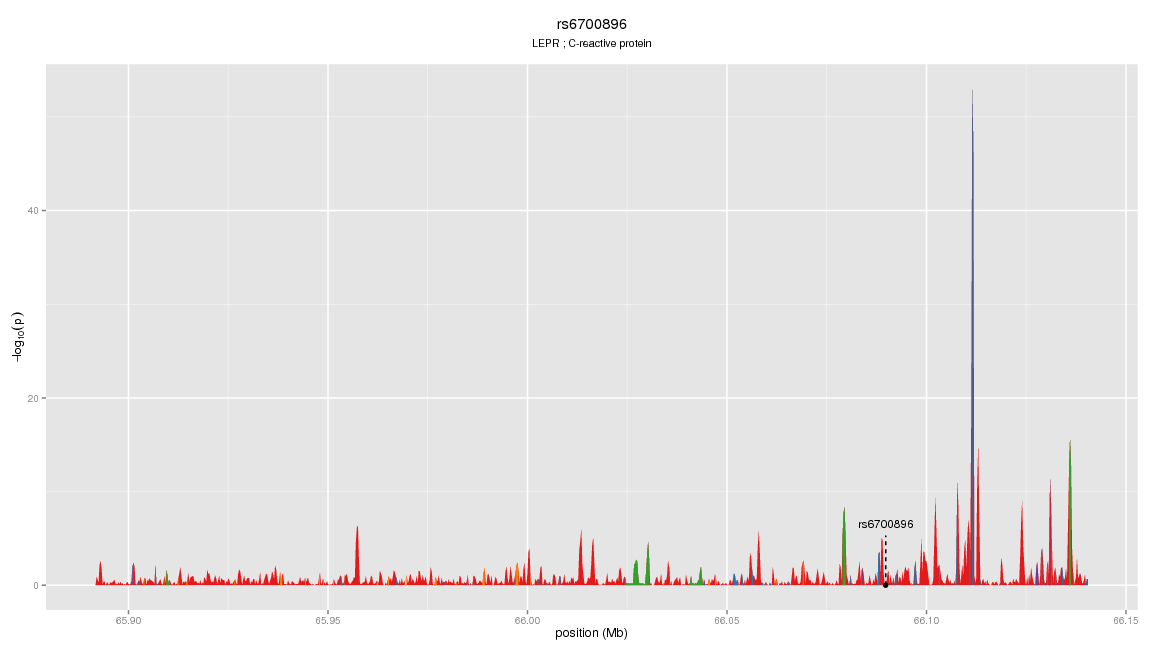 rs6700896
LEPR ; C-reactive protein
−log10(p)
40
20
0
rs6700896
65.90
65.95
66.00
66.05
66.10
66.15
position (Mb)